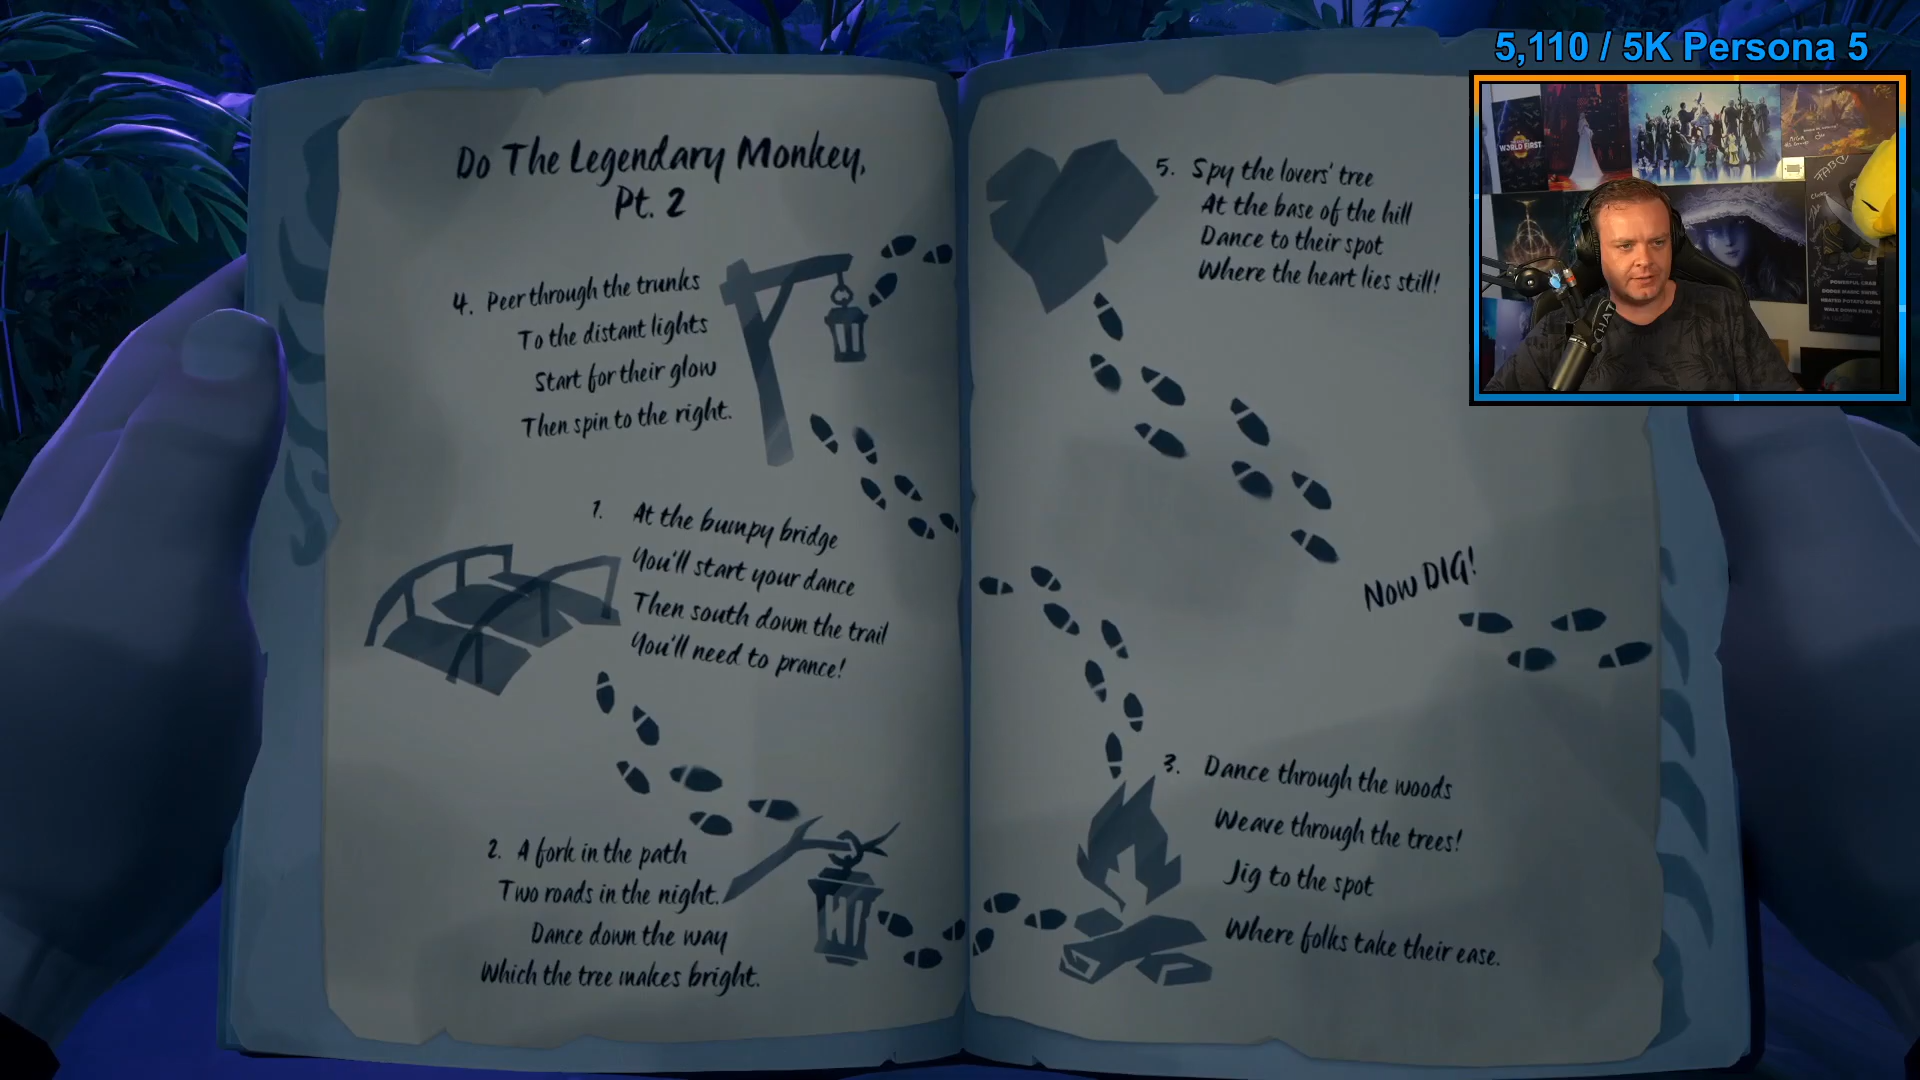 5,110 / 5K Persona 5
Do The Legendary Monkey,
Pt. 2
4. Peer through the trunks
To the distant lights
Start for their glow
Then spin to the right.
1. At the bumpy bridge
You'll start your dance
Then south down the trail
You'll need to prance!
2. A fork in the path
Two roads in the night.
Dance down the way
Which the tree makes bright.
5. Spy the lovers' tree
At the base of the hill
Dance to their spot
Where the heart lies still!
Now DIG!
3. Dance through the woods
Weave through the trees!
Jig to the spot
Where folks take their ease.
WORLD FIRST
CHAT